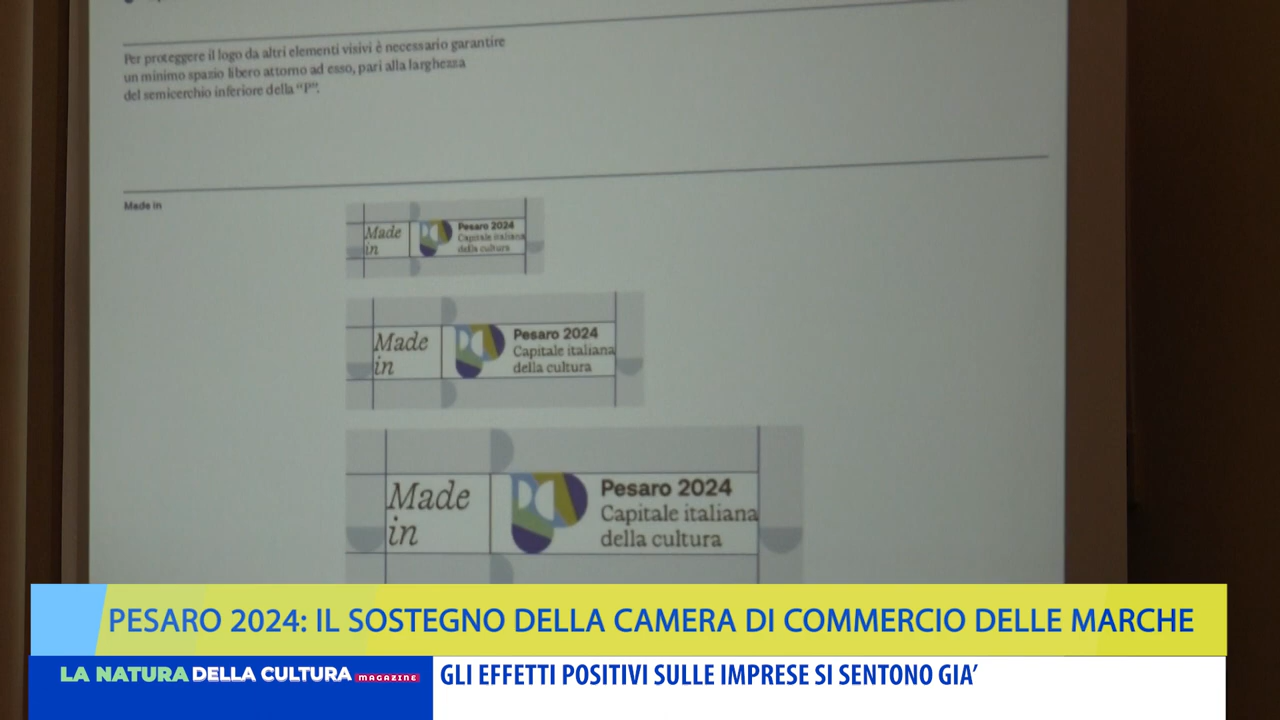 Per proteggere il logo da altri elementi visivi è necessario garantire
un minimo spazio libero attorno ad esso, pari alla larghezza
del semicerchio inferiore della “P”.
Made in
Made
in
Pesaro 2024
Capitale italiana
della cultura
Made
in
Pesaro 2024
Capitale italiana
della cultura
Made
in
Pesaro 2024
Capitale italiana
della cultura
PESARO 2024: IL SOSTEGNO DELLA CAMERA DI COMMERCIO DELLE MARCHE
LA NATURA DELLA CULTURA MAGAZINE
GLI EFFETTI POSITIVI SULLE IMPRESE SI SENTONO GIA’